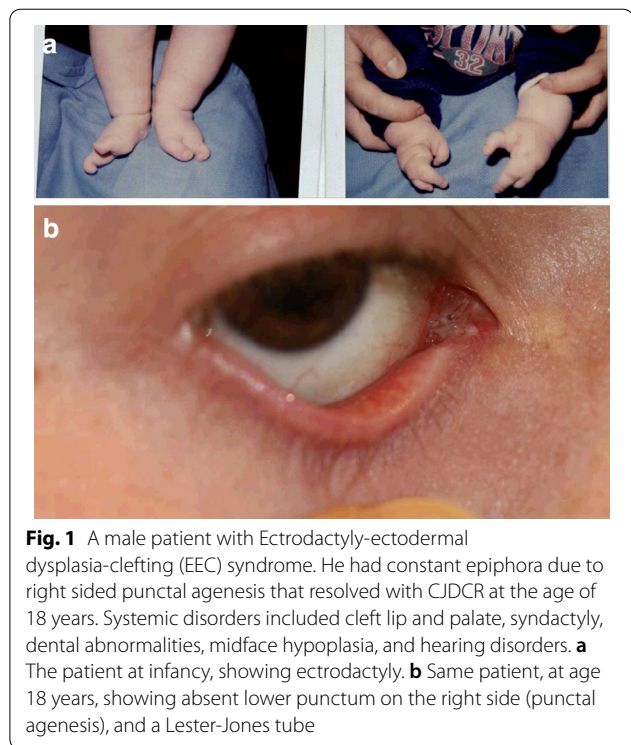 a
SPORT
32
b
Fig. 1 A male patient with Ectrodactyly-ectodermal
dysplasia-clefting (EEC) syndrome. He had constant epiphora due to
right sided punctal agenesis that resolved with CJDCR at the age of
18 years. Systemic disorders included cleft lip and palate, syndactyly,
dental abnormalities, midface hypoplasia, and hearing disorders. a
The patient at infancy, showing ectrodactyly. b Same patient, at age
18 years, showing absent lower punctum on the right side (punctal
agenesis), and a Lester-Jones tube